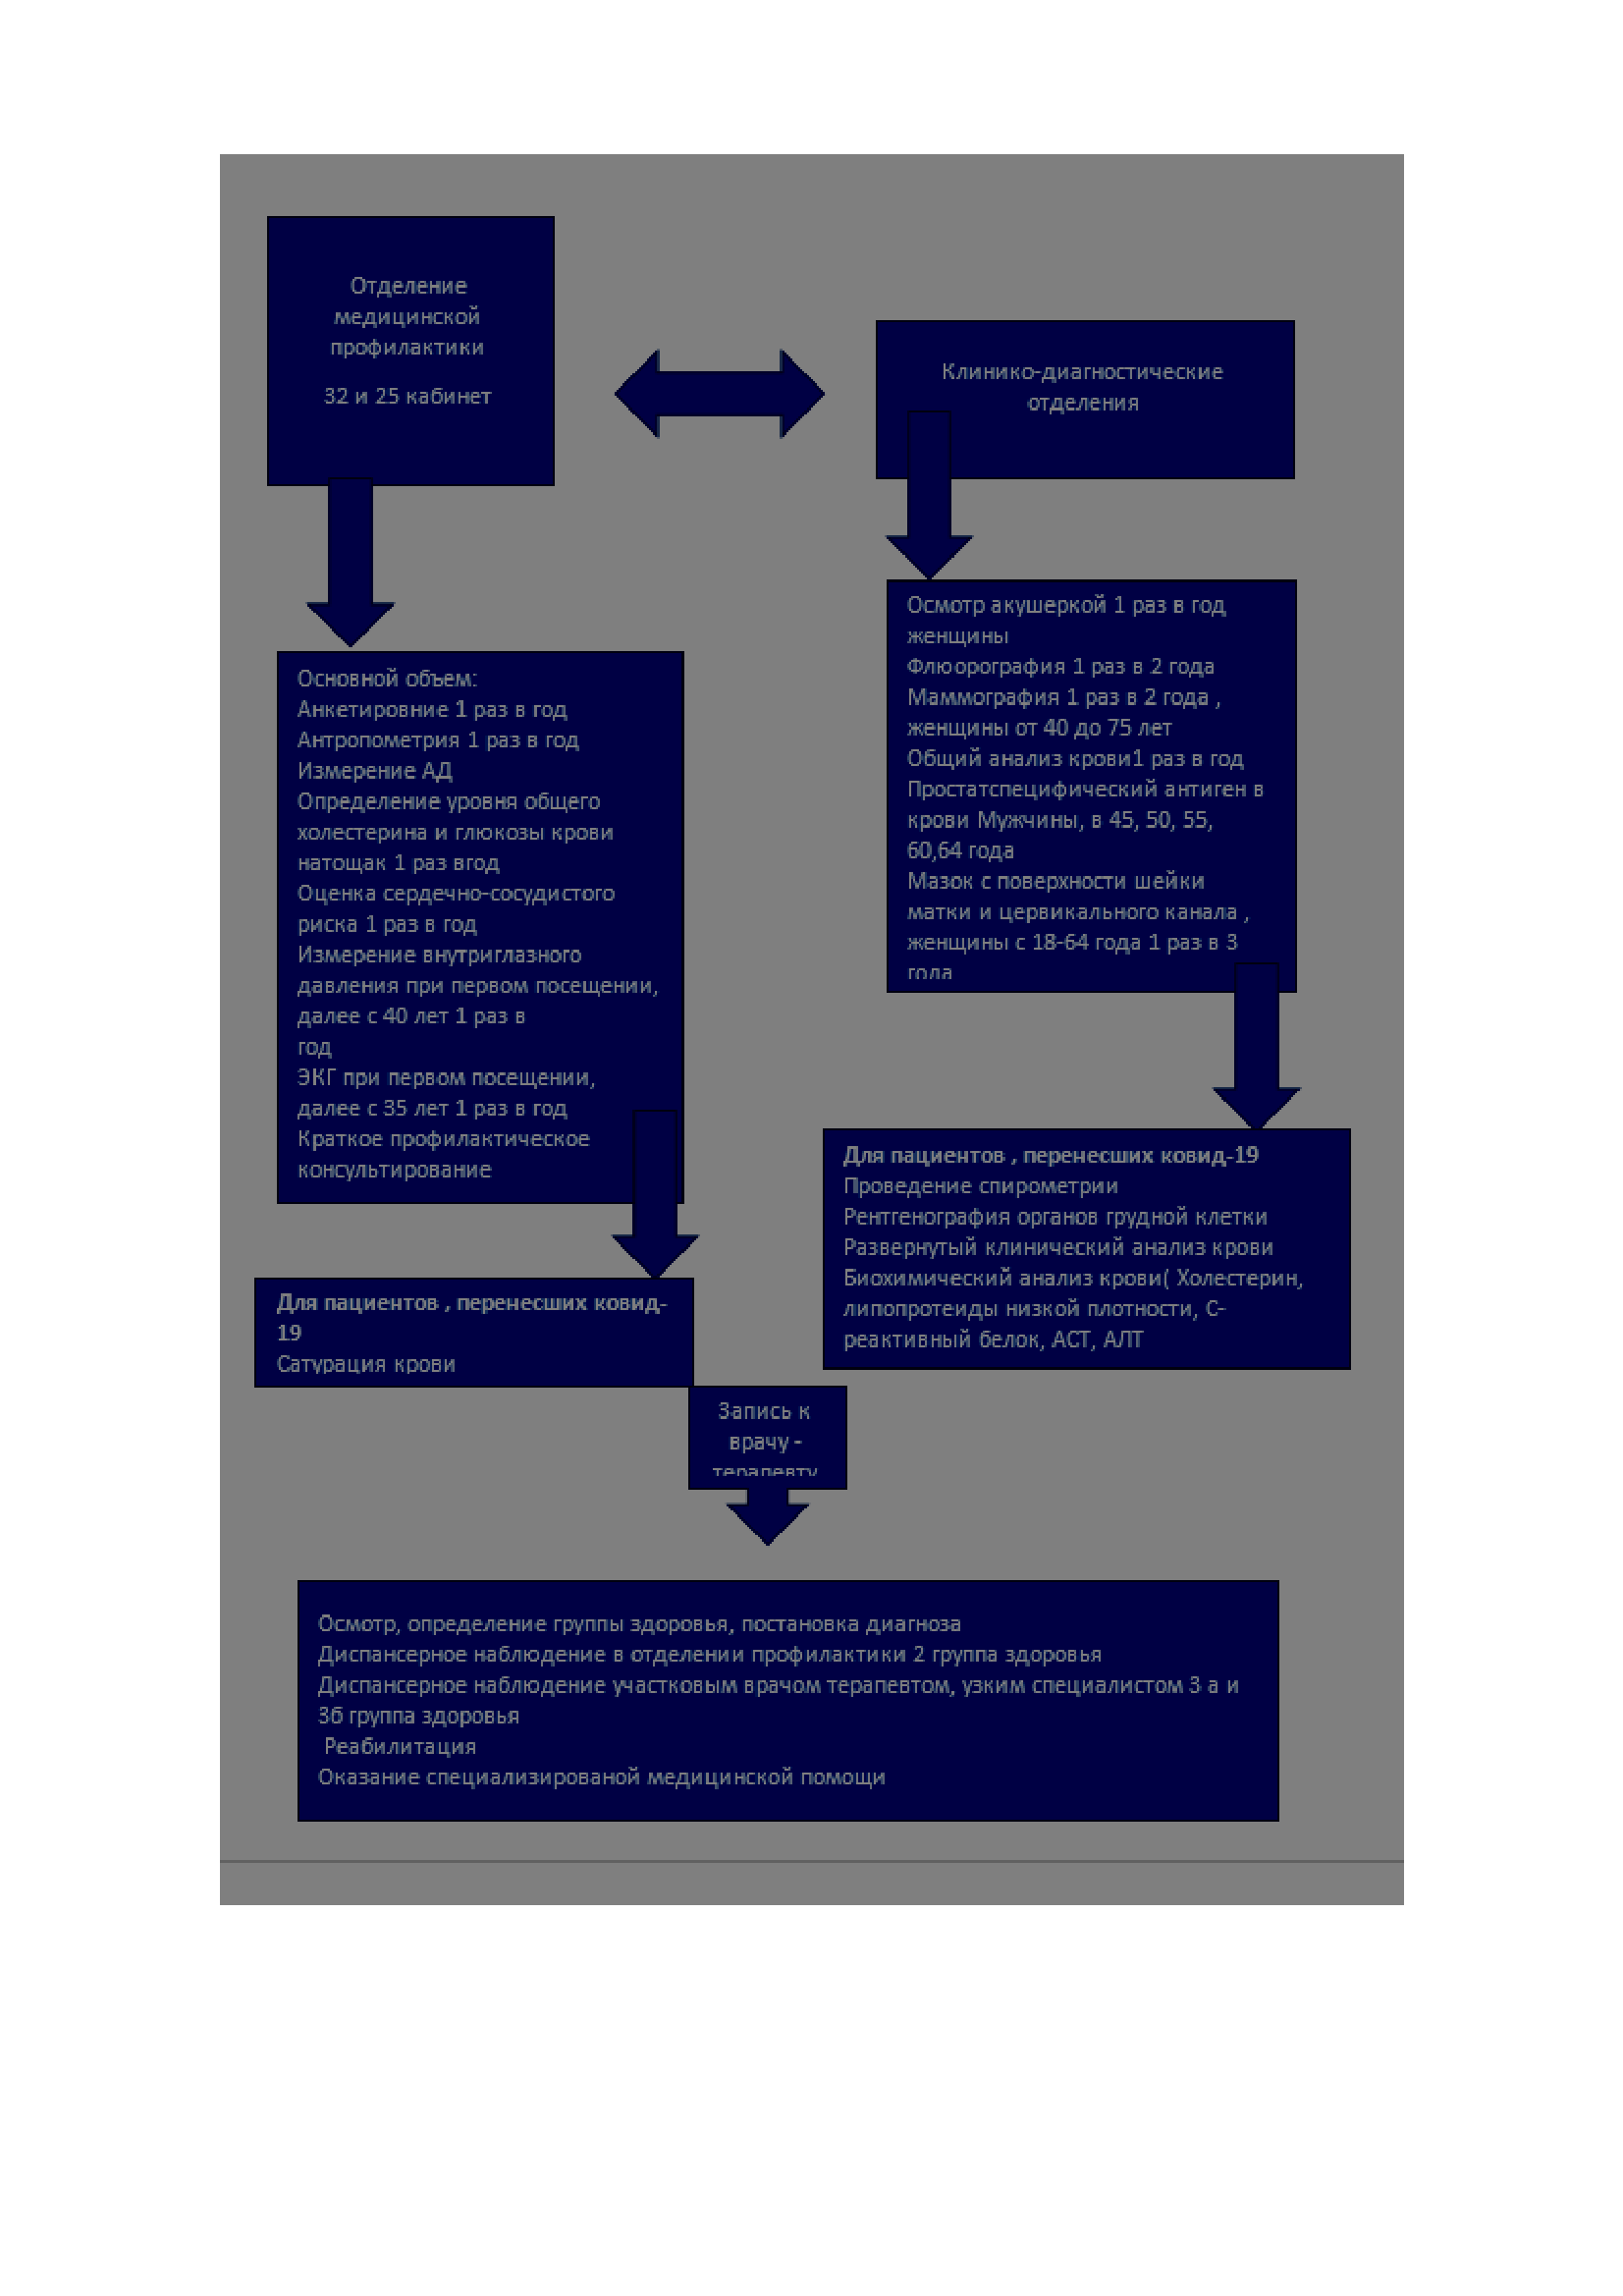 Отделение
медицинской
профилактики
32 и 25 кабинет
Клинико-диагностические
отделения
Основной объем:
Анкетировние 1 раз в год
Антропометрия 1 раз в год
Измерение АД
Определение уровня общего
холестерина и глюкозы крови
натощак 1 раз вгод
Оценка сердечно-сосудистого
риска 1 раз в год
Измерение внутриглазного
давления при первом посещении,
далее с 40 лет 1 раз в
год
ЭКГ при первом посещении,
далее с 35 лет 1 раз в год
Краткое профилактическое
консультирование
Осмотр акушеркой 1 раз в год
женщины
Флюорография 1 раз в 2 года
Маммография 1 раз в 2 года ,
женщины от 40 до 75 лет
Общий анализ крови1 раз в год
Простатспецифический антиген в
крови Мужчины, в 45, 50, 55,
60,64 года
Мазок с поверхности шейки
матки и цервикального канала ,
женщины с 18-64 года 1 раз в 3
года
Для пациентов , перенесших ковид-
19
Сатурация крови
Для пациентов , перенесших ковид-19
Проведение спирометрии
Рентгенография органов грудной клетки
Развернутый клинический анализ крови
Биохимический анализ крови( Холестерин,
липопротеиды низкой плотности, С-
реактивный белок, АСТ, АЛТ
Запись к
врачу -
терапевту
Осмотр, определение группы здоровья, постановка диагноза
Диспансерное наблюдение в отделении профилактики 2 группа здоровья
Диспансерное наблюдение участковым врачом терапевтом, узким специалистом 3 а и
3б группа здоровья
Реабилитация
Оказание специализированой медицинской помощи